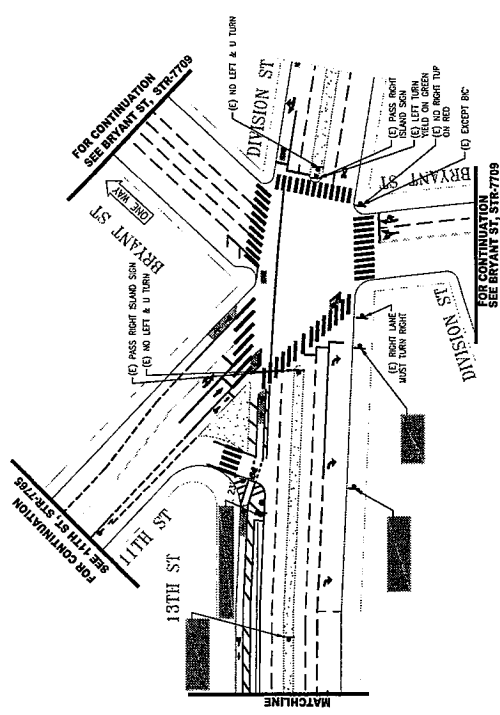 FOR CONTINUATION
SEE BRYANT ST, STR-7709
(E) NO LEFT & U TURN
DIVISION ST
ONE WAY
BRYANT ST
(E) PASS RIGHT
ISLAND SIGN
(E) LEFT TURN
YIELD ON GREEN
(E) NO RIGHT TUP
ON RED
(E) EXCEPT BIC
BRYANT ST
FOR CONTINUATION
SEE BRYANT ST, STR-7709
(E) PASS RIGHT ISLAND SIGN
(E) NO LEFT & U TURN
(E) RIGHT LANE
MUST TURN RIGHT
DIVISION ST
FOR CONTINUATION
SEE 11TH ST, STR-7765
11TH ST
13TH ST
MATCHLINE